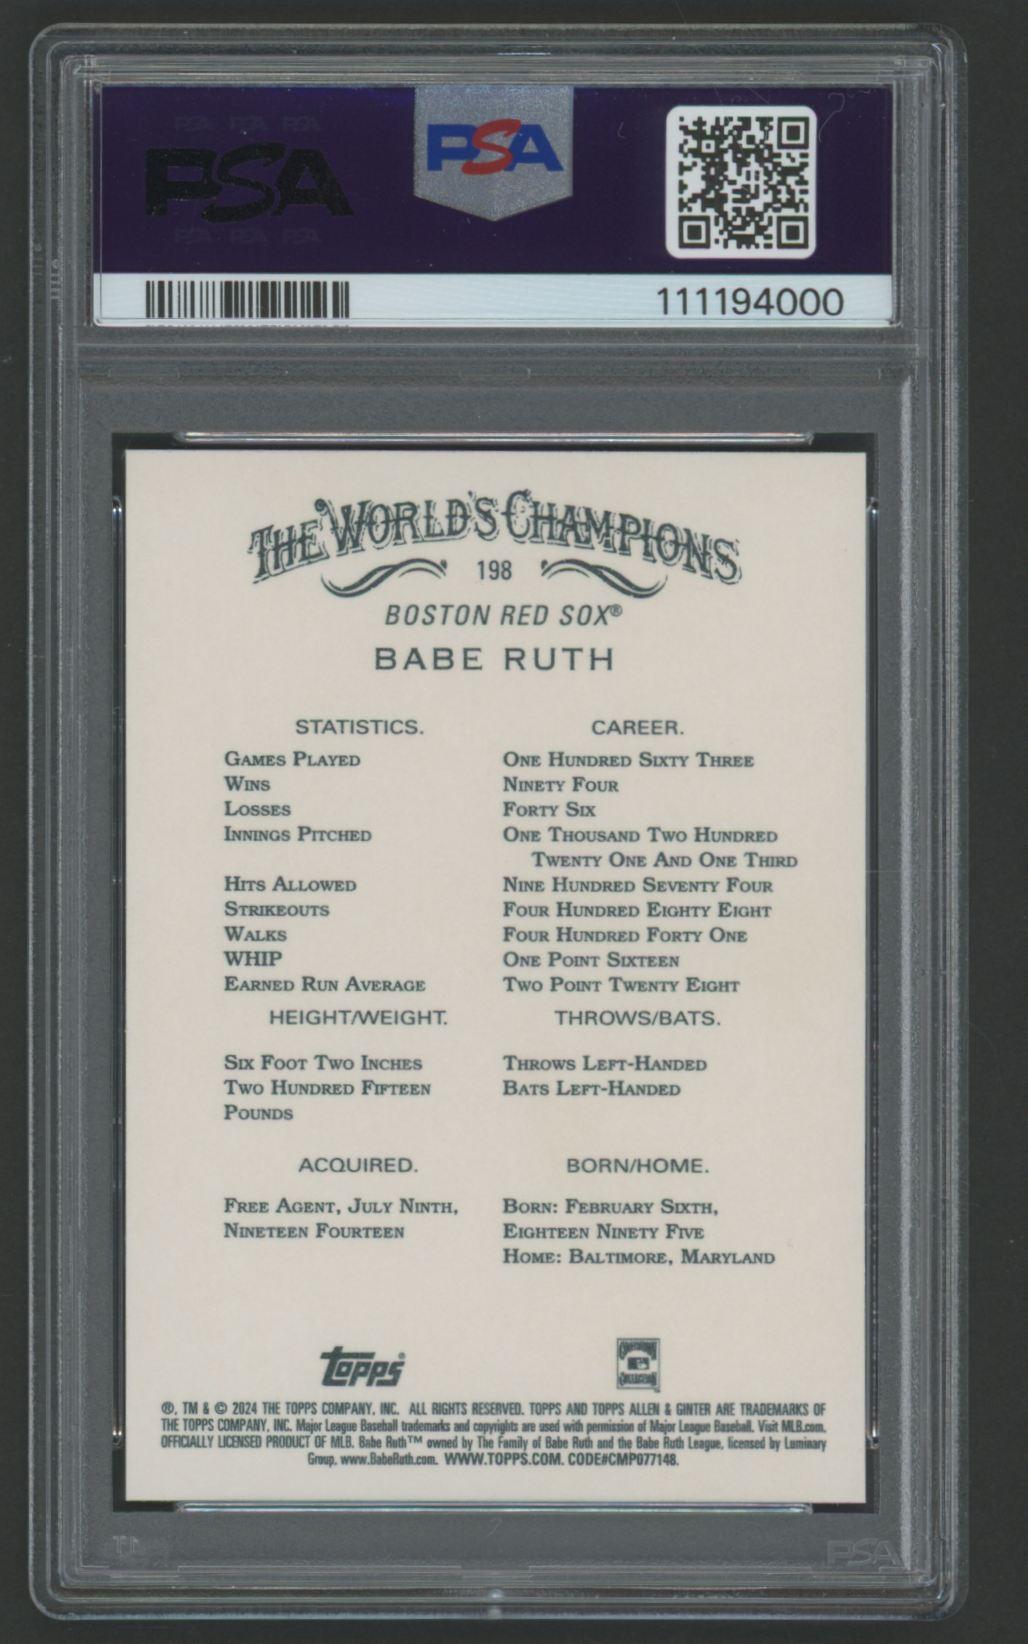 PSA PSA PSA
PSA
PSA PSA PSA
PSA
111194000
THE WORLD'S CHAMPIONS
198
BOSTON RED SOX®
BABE RUTH
STATISTICS. CAREER.
GAMES PLAYED ONE HUNDRED SIXTY THREE
WINS NINETY FOUR
LOSSES FORTY SIX
INNINGS PITCHED ONE THOUSAND TWO HUNDRED
TWENTY ONE AND ONE THIRD
HITS ALLOWED NINE HUNDRED SEVENTY FOUR
STRIKEOUTS FOUR HUNDRED EIGHTY EIGHT
WALKS FOUR HUNDRED FORTY ONE
WHIP ONE POINT SIXTEEN
EARNED RUN AVERAGE TWO POINT TWENTY EIGHT
HEIGHT/WEIGHT. THROWS/BATS.
SIX FOOT TWO INCHES THROWS LEFT-HANDED
TWO HUNDRED FIFTEEN BATS LEFT-HANDED
POUNDS
ACQUIRED. BORN/HOME.
FREE AGENT, JULY NINTH, BORN: FEBRUARY SIXTH,
NINETEEN FOURTEEN EIGHTEEN NINETY FIVE
HOME: BALTIMORE, MARYLAND
topps
COOPERSTOWN
COLLECTION
®, TM & © 2024 THE TOPPS COMPANY, INC. ALL RIGHTS RESERVED. TOPPS AND TOPPS ALLEN & GINTER ARE TRADEMARKS OF
THE TOPPS COMPANY, INC. Major League Baseball trademarks and copyrights are used with permission of Major League Baseball. Visit MLB.com.
OFFICIALLY LICENSED PRODUCT OF MLB. Babe Ruth™ owned by The Family of Babe Ruth and the Babe Ruth League, licensed by Luminary
Group, www.BabeRuth.com. WWW.TOPPS.COM. CODE#CMP077148.
PSA